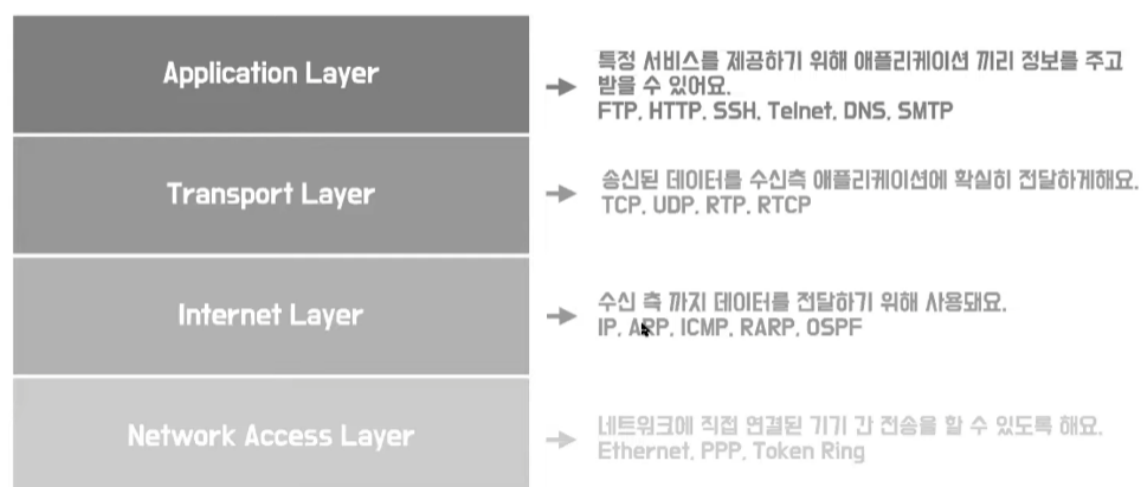 Application Layer
특정 서비스를 제공하기 위해 애플리케이션 끼리 정보를 주고
받을 수 있어요.
FTP, HTTP, SSH, Telnet, DNS, SMTP
Transport Layer
송신된 데이터를 수신측 애플리케이션에 확실히 전달하게해요.
TCP, UDP, RTP, RTCP
Internet Layer
수신 측 까지 데이터를 전달하기 위해 사용돼요.
IP, ARP, ICMP, RARP, OSPF
Network Access Layer
네트워크에 직접 연결된 기기 간 전송을 할 수 있도록 해요.
Ethernet, PPP, Token Ring